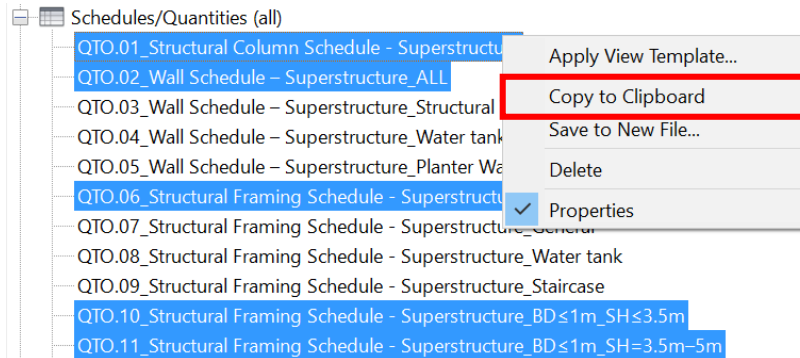 Schedules/Quantities (all)
QTO.01_Structural Column Schedule - Superstructu
QTO.02_Wall Schedule – Superstructure_ALL
QTO.03_Wall Schedule – Superstructure_Structural
QTO.04_Wall Schedule – Superstructure_Water tank
QTO.05_Wall Schedule – Superstructure_Planter Wa
QTO.06_Structural Framing Schedule - Superstructu
QTO.07_Structural Framing Schedule - Superstructure_General
QTO.08_Structural Framing Schedule - Superstructure_Water tank
QTO.09_Structural Framing Schedule - Superstructure_Staircase
QTO.10_Structural Framing Schedule - Superstructure_BD≤1m_SH≤3.5m
QTO.11_Structural Framing Schedule - Superstructure_BD≤1m_SH=3.5m–5m
Apply View Template...
Copy to Clipboard
Save to New File...
Delete
Properties